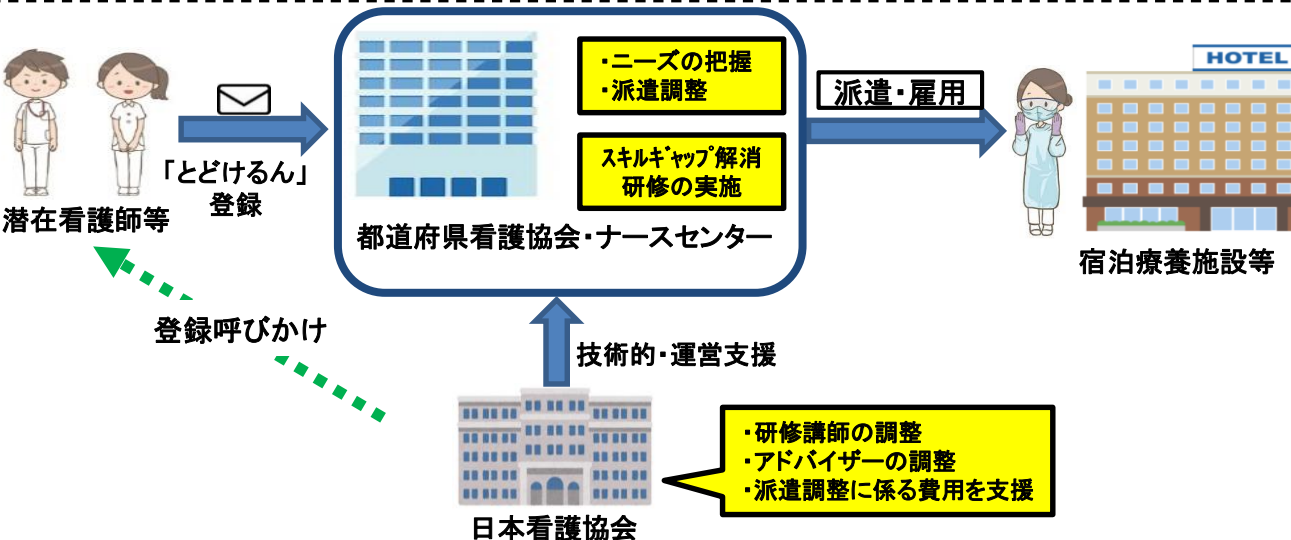 ・ニーズの把握
・派遣調整
スキルギャップ解消
研修の実施
「とどけるん」
登録
潜在看護師等
都道府県看護協会・ナースセンター
派遣・雇用
HOTEL
宿泊療養施設等
登録呼びかけ
技術的・運営支援
・研修講師の調整
・アドバイザーの調整
・派遣調整に係る費用を支援
日本看護協会